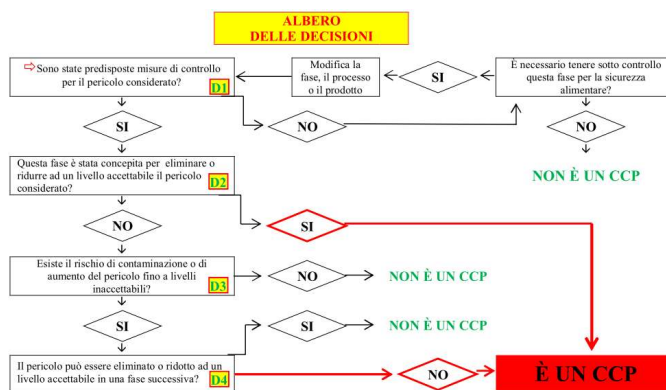 ALBERO
DELLE DECISIONI
⇨Sono state predisposte misure di controllo
per il pericolo considerato?
D1
Modifica la
fase, il processo
o il prodotto
SI
È necessario tenere sotto controllo
questa fase per la sicurezza
alimentare?
SI
NO
NO
NON È UN CCP
Questa fase è stata concepita per eliminare o
ridurre ad un livello accettabile il pericolo
considerato?
D2
NO
SI
Esiste il rischio di contaminazione o di
aumento del pericolo fino a livelli
inaccettabili?
D3
NO
NON È UN CCP
SI
SI
NON È UN CCP
Il pericolo può essere eliminato o ridotto ad un
livello accettabile in una fase successiva?
D4
NO
È UN CCP